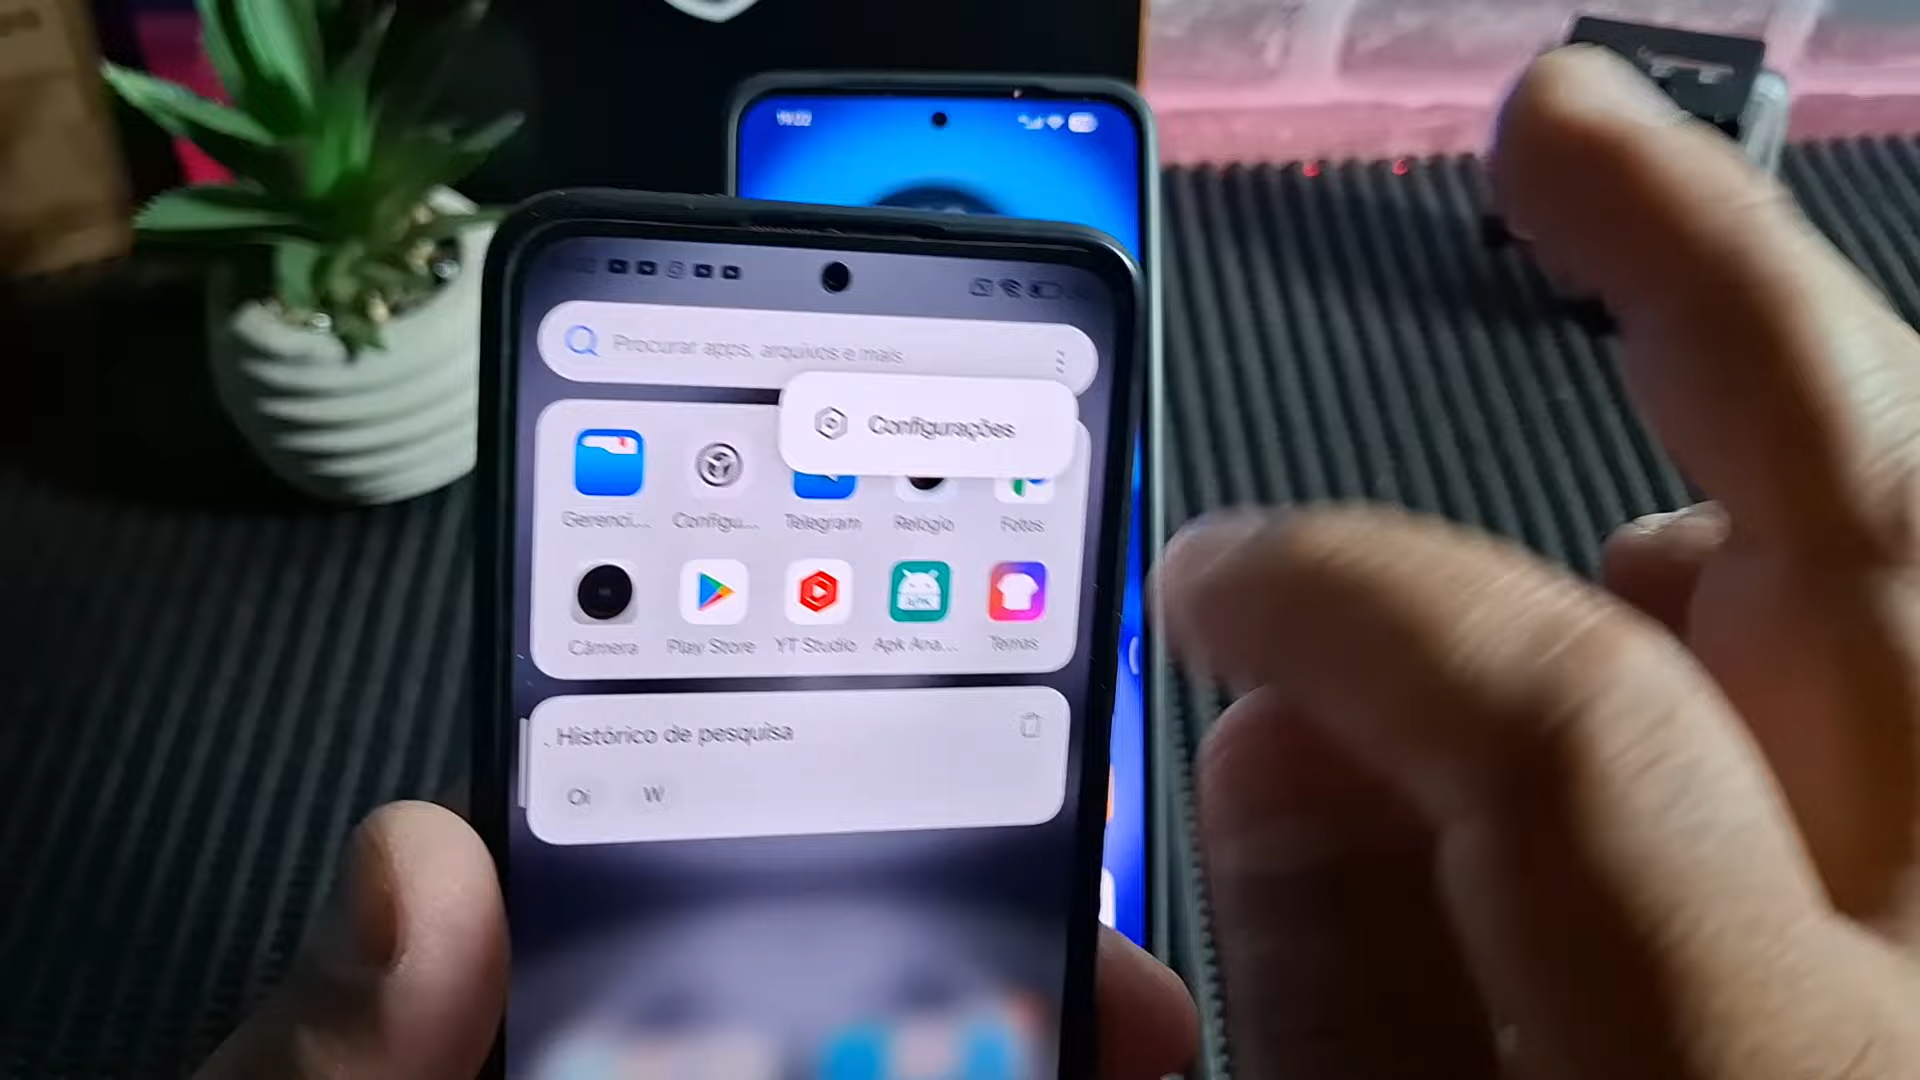 Procurar apps, arquivos e mais
Configurações
Gerenci... Configu... Telegram Relógio Fotos
Câmera Play Store YT Studio Apk Ana... Temas
Histórico de pesquisa
Oi W